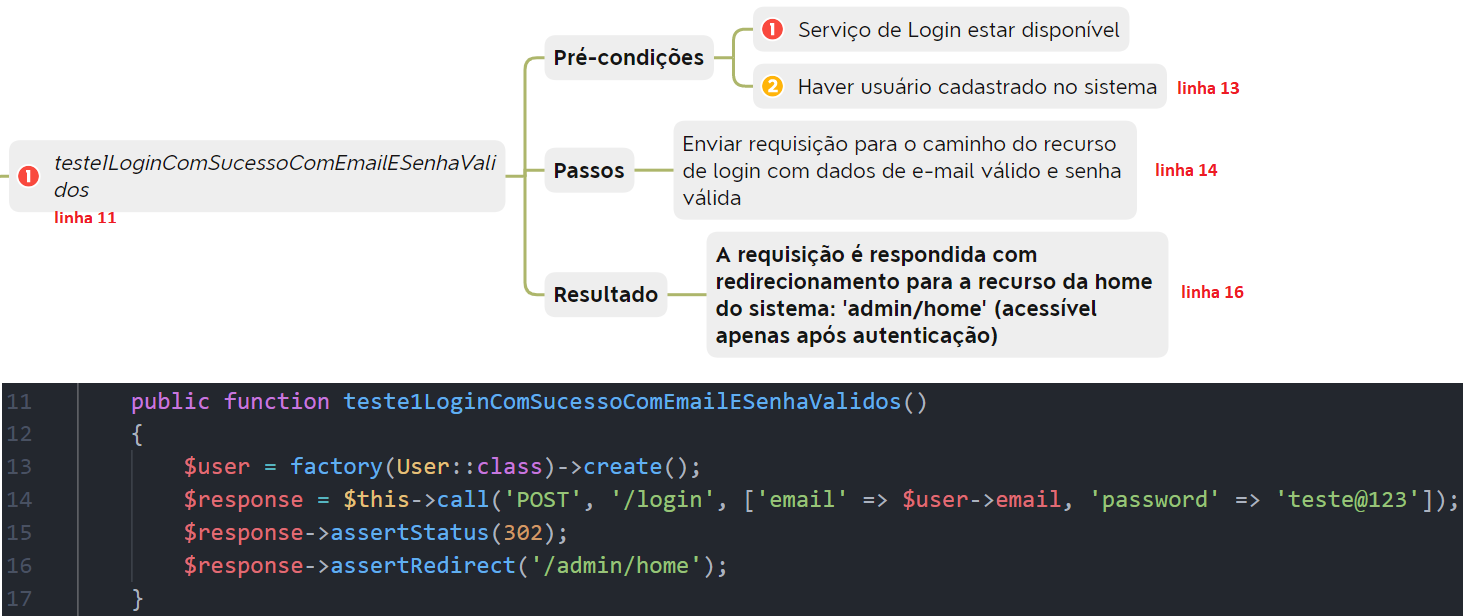 Pré-condições
1 Serviço de Login estar disponível
2 Haver usuário cadastrado no sistema linha 13
1 teste1LoginComSucessoComEmailESenhaVali
dos
linha 11
Passos
Enviar requisição para o caminho do recurso
de login com dados de e-mail válido e senha
válida
linha 14
Resultado
A requisição é respondida com
redirecionamento para a recurso da home
do sistema: 'admin/home' (acessível
apenas após autenticação)
linha 16
11 public function teste1LoginComSucessoComEmailESenhaValidos()
12 {
13 $user = factory(User::class)->create();
14 $response = $this->call('POST', '/login', ['email' => $user->email, 'password' => 'teste@123']);
15 $response->assertStatus(302);
16 $response->assertRedirect('/admin/home');
17 }